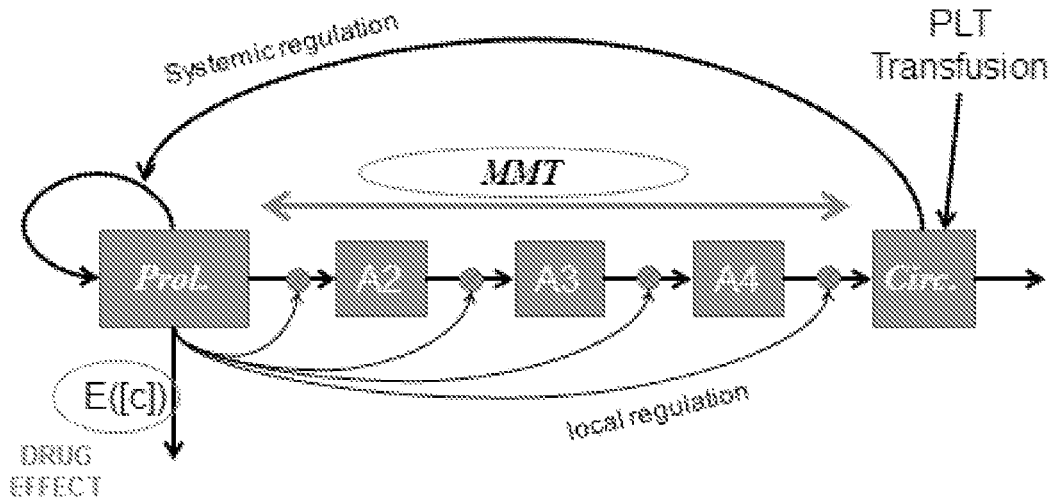 Systemic regulation
PLT
Transfusion
MMT
Prol.
A2
A3
A4
Circ.
E([c])
local regulation
DRUG
EFFECT